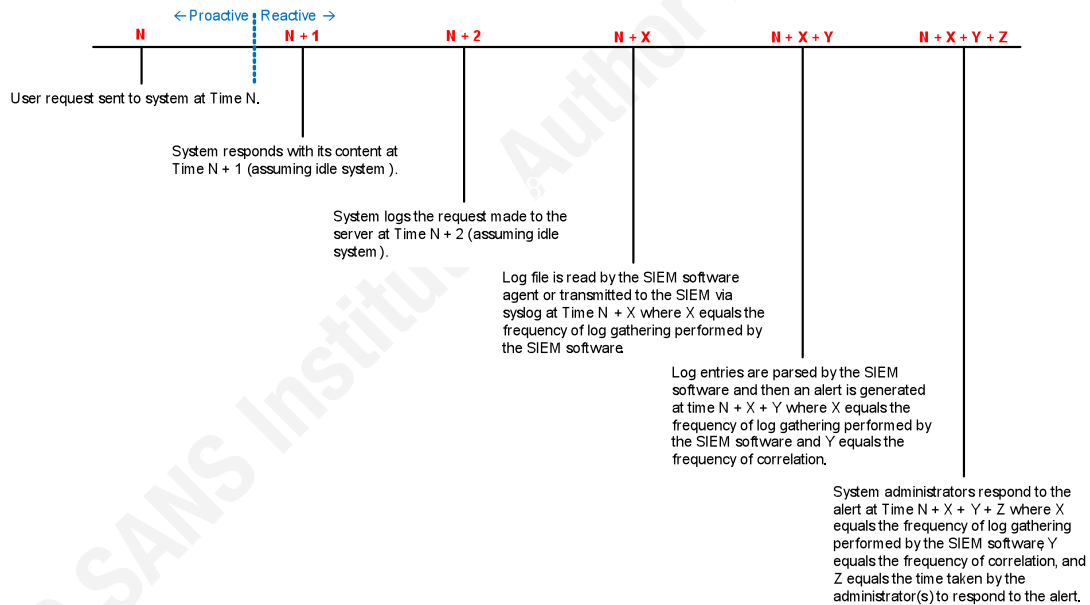 ← Proactive Reactive →
N N + 1 N + 2 N + X N + X + Y N + X + Y + Z
User request sent to system at Time N.
System responds with its content at
Time N + 1 (assuming idle system ).
System logs the request made to the
server at Time N + 2 (assuming idle
system ).
Log file is read by the SIEM software
agent or transmitted to the SIEM via
syslog at Time N + X where X equals the
frequency of log gathering performed by
the SIEM software.
Log entries are parsed by the SIEM
software and then an alert is generated
at time N + X + Y where X equals the
frequency of log gathering performed by
the SIEM software and Y equals the
frequency of correlation.
System administrators respond to the
alert at Time N + X + Y + Z where X
equals the frequency of log gathering
performed by the SIEM software, Y
equals the frequency of correlation, and
Z equals the time taken by the
administrator(s) to respond to the alert.
SANS Institu
Author